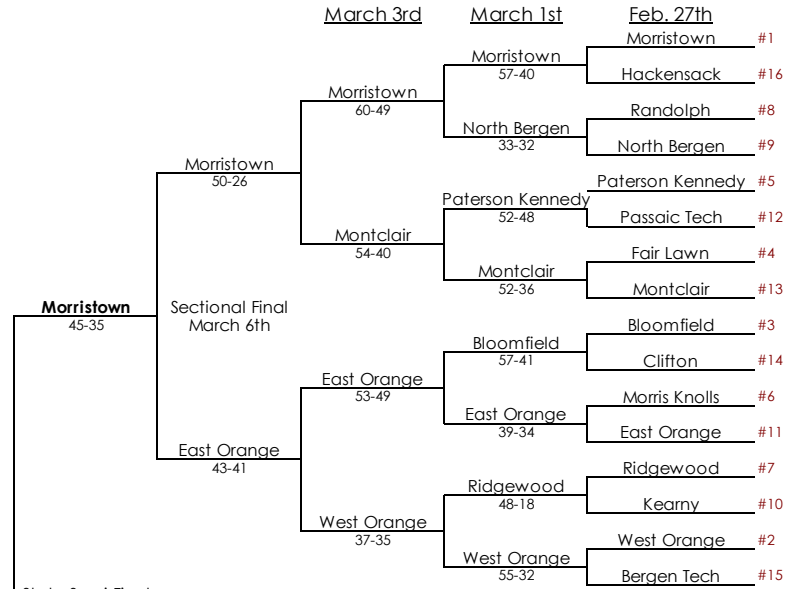 March 3rd March 1st Feb. 27th
Morristown #1
Morristown
57-40
Hackensack #16
Morristown
60-49
Randolph #8
North Bergen
33-32
North Bergen #9
Morristown
50-26
Paterson Kennedy #5
Paterson Kennedy
52-48
Passaic Tech #12
Montclair
54-40
Fair Lawn #4
Montclair
52-36
Montclair #13
Morristown
45-35
Sectional Final
March 6th
Bloomfield #3
Bloomfield
57-41
Clifton #14
East Orange
53-49
Morris Knolls #6
East Orange
39-34
East Orange #11
East Orange
43-41
Ridgewood #7
Ridgewood
48-18
Kearny #10
West Orange
37-35
West Orange #2
West Orange
55-32
Bergen Tech #15